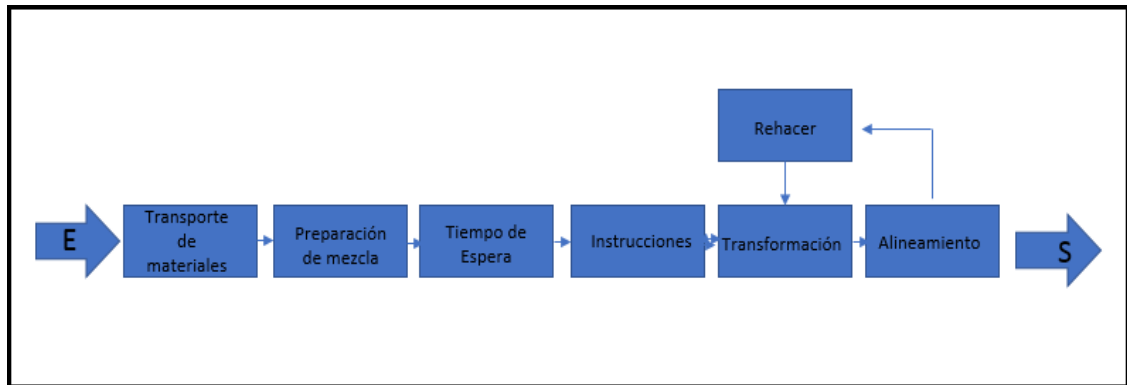 Rehacer
E
Transporte
de
materiales
Preparación
de mezcla
Tiempo de
Espera
Instrucciones
Transformación
Alineamiento
S